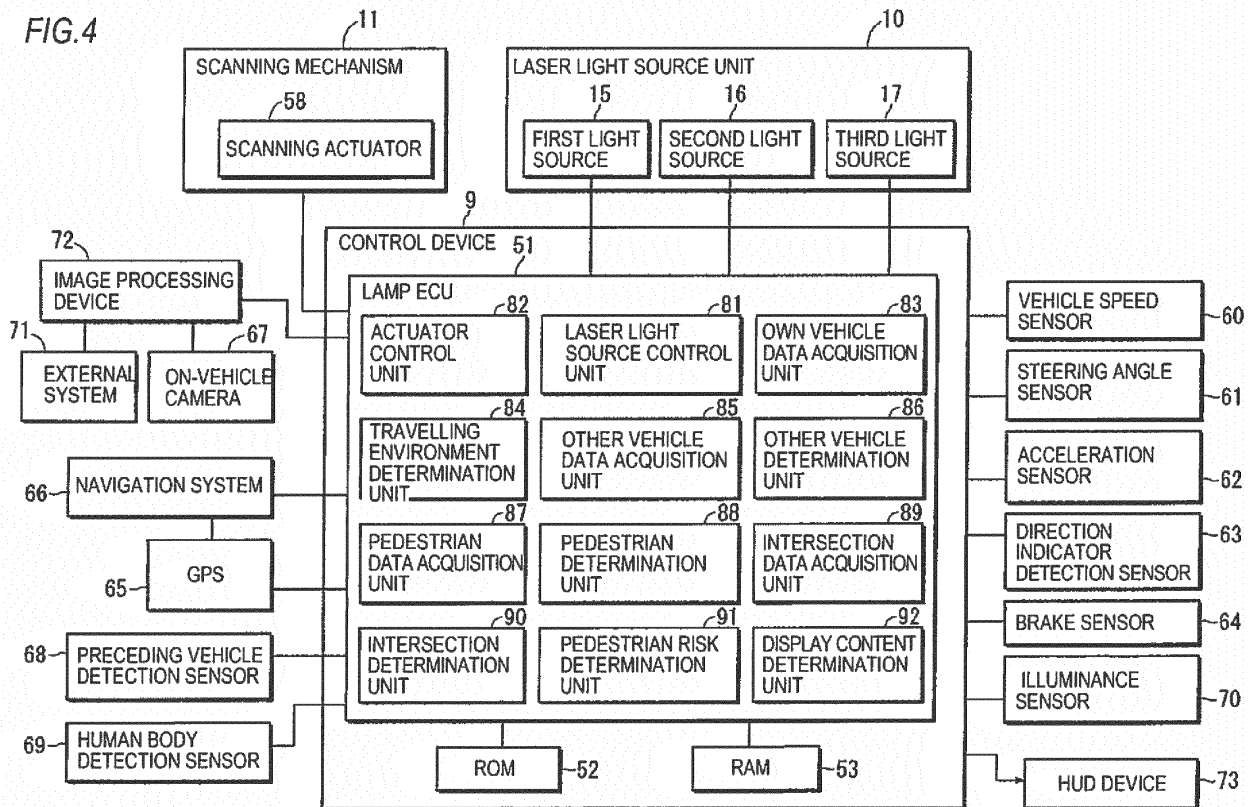 FIG.4
11
SCANNING MECHANISM
58
SCANNING ACTUATOR
10
LASER LIGHT SOURCE UNIT
15
FIRST LIGHT
SOURCE
16
SECOND LIGHT
SOURCE
17
THIRD LIGHT
SOURCE
9
CONTROL DEVICE
51
LAMP ECU
82
ACTUATOR
CONTROL
UNIT
81
LASER LIGHT
SOURCE CONTROL
UNIT
83
OWN VEHICLE
DATA ACQUISITION
UNIT
84
TRAVELLING
ENVIRONMENT
DETERMINATION
UNIT
85
OTHER VEHICLE
DATA ACQUISITION
UNIT
86
OTHER VEHICLE
DETERMINATION
UNIT
87
PEDESTRIAN
DATA ACQUISITION
UNIT
88
PEDESTRIAN
DETERMINATION
UNIT
89
INTERSECTION
DATA ACQUISITION
UNIT
90
INTERSECTION
DETERMINATION
UNIT
91
PEDESTRIAN RISK
DETERMINATION
UNIT
92
DISPLAY CONTENT
DETERMINATION
UNIT
ROM
52
RAM
53
72
IMAGE PROCESSING
DEVICE
71
EXTERNAL
SYSTEM
67
ON-VEHICLE
CAMERA
66
NAVIGATION SYSTEM
65
GPS
68
PRECEDING VEHICLE
DETECTION SENSOR
69
HUMAN BODY
DETECTION SENSOR
VEHICLE SPEED
SENSOR
60
STEERING ANGLE
SENSOR
61
ACCELERATION
SENSOR
62
DIRECTION
INDICATOR
DETECTION SENSOR
63
BRAKE SENSOR
64
ILLUMINANCE
SENSOR
70
HUD DEVICE
73